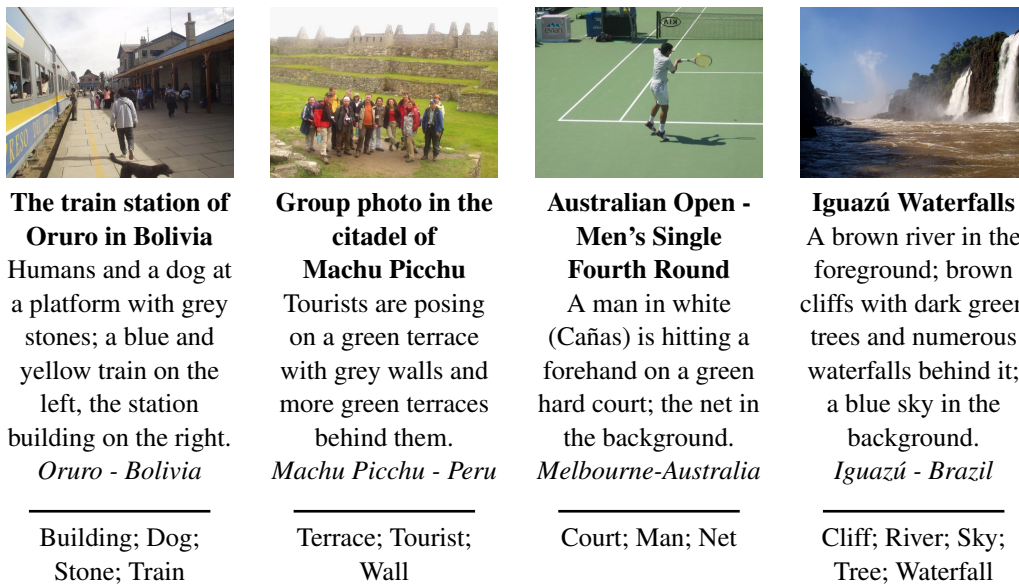 PRESO DEL
evian
KIA
The train station of
Oruro in Bolivia
Humans and a dog at
a platform with grey
stones; a blue and
yellow train on the
left, the station
building on the right.
Oruro - Bolivia
Building; Dog;
Stone; Train
Group photo in the
citadel of
Machu Picchu
Tourists are posing
on a green terrace
with grey walls and
more green terraces
behind them.
Machu Picchu - Peru
Terrace; Tourist;
Wall
Australian Open -
Men's Single
Fourth Round
A man in white
(Cañas) is hitting a
forehand on a green
hard court; the net in
the background.
Melbourne-Australia
Court; Man; Net
Iguazú Waterfalls
A brown river in the
foreground; brown
cliffs with dark green
trees and numerous
waterfalls behind it;
a blue sky in the
background.
Iguazú - Brazil
Cliff; River; Sky;
Tree; Waterfall